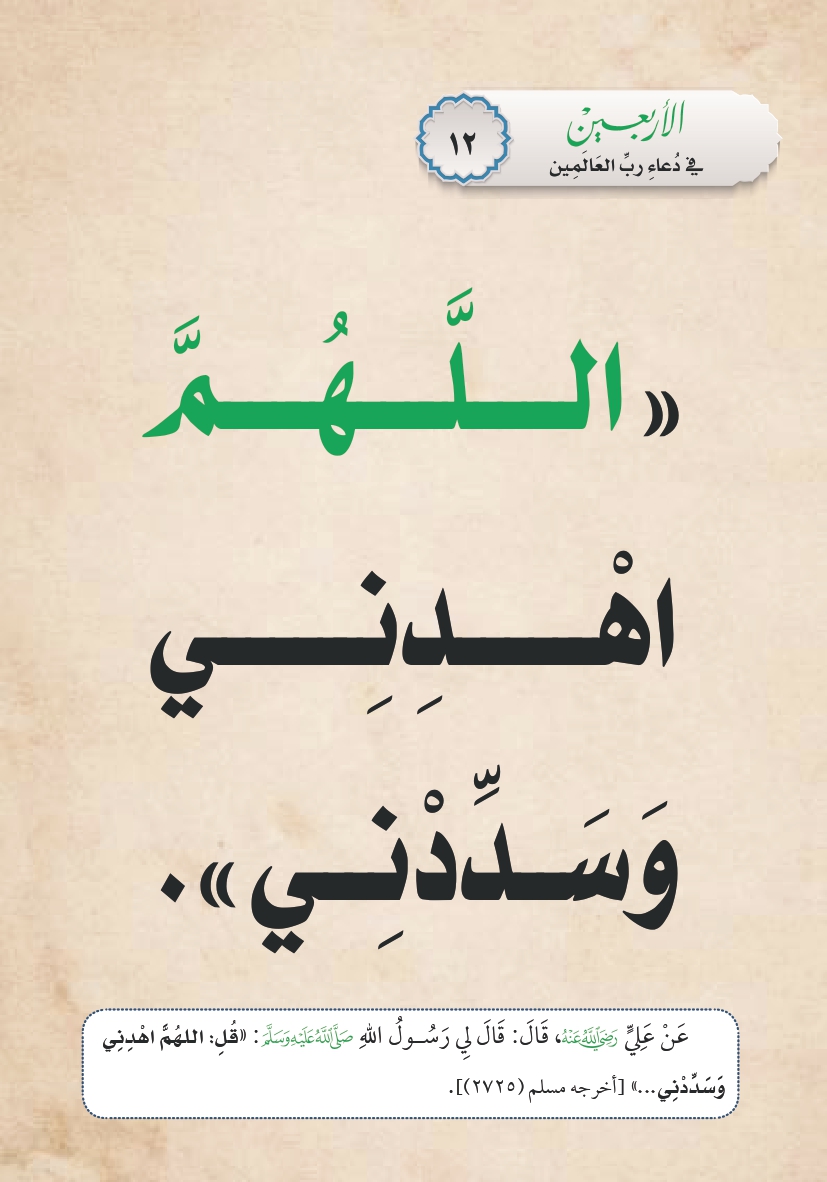 الأربعين
في دُعاءِ ربِّ العَالَمِين
١٢
«اللَّهُمَّ
اهْدِنِي
وَسَدِّدْنِي».
عَنْ عَلِيٍّ رَضِيَ اللَّهُ عَنْهُ، قَالَ: قَالَ لِي رَسُولُ اللهِ صَلَّى اللَّهُ عَلَيْهِ وَسَلَّمَ: «قُلِ: اللهُمَّ اهْدِنِي
وَسَدِّدْنِي...» [أخرجه مسلم (٢٧٢٥)].